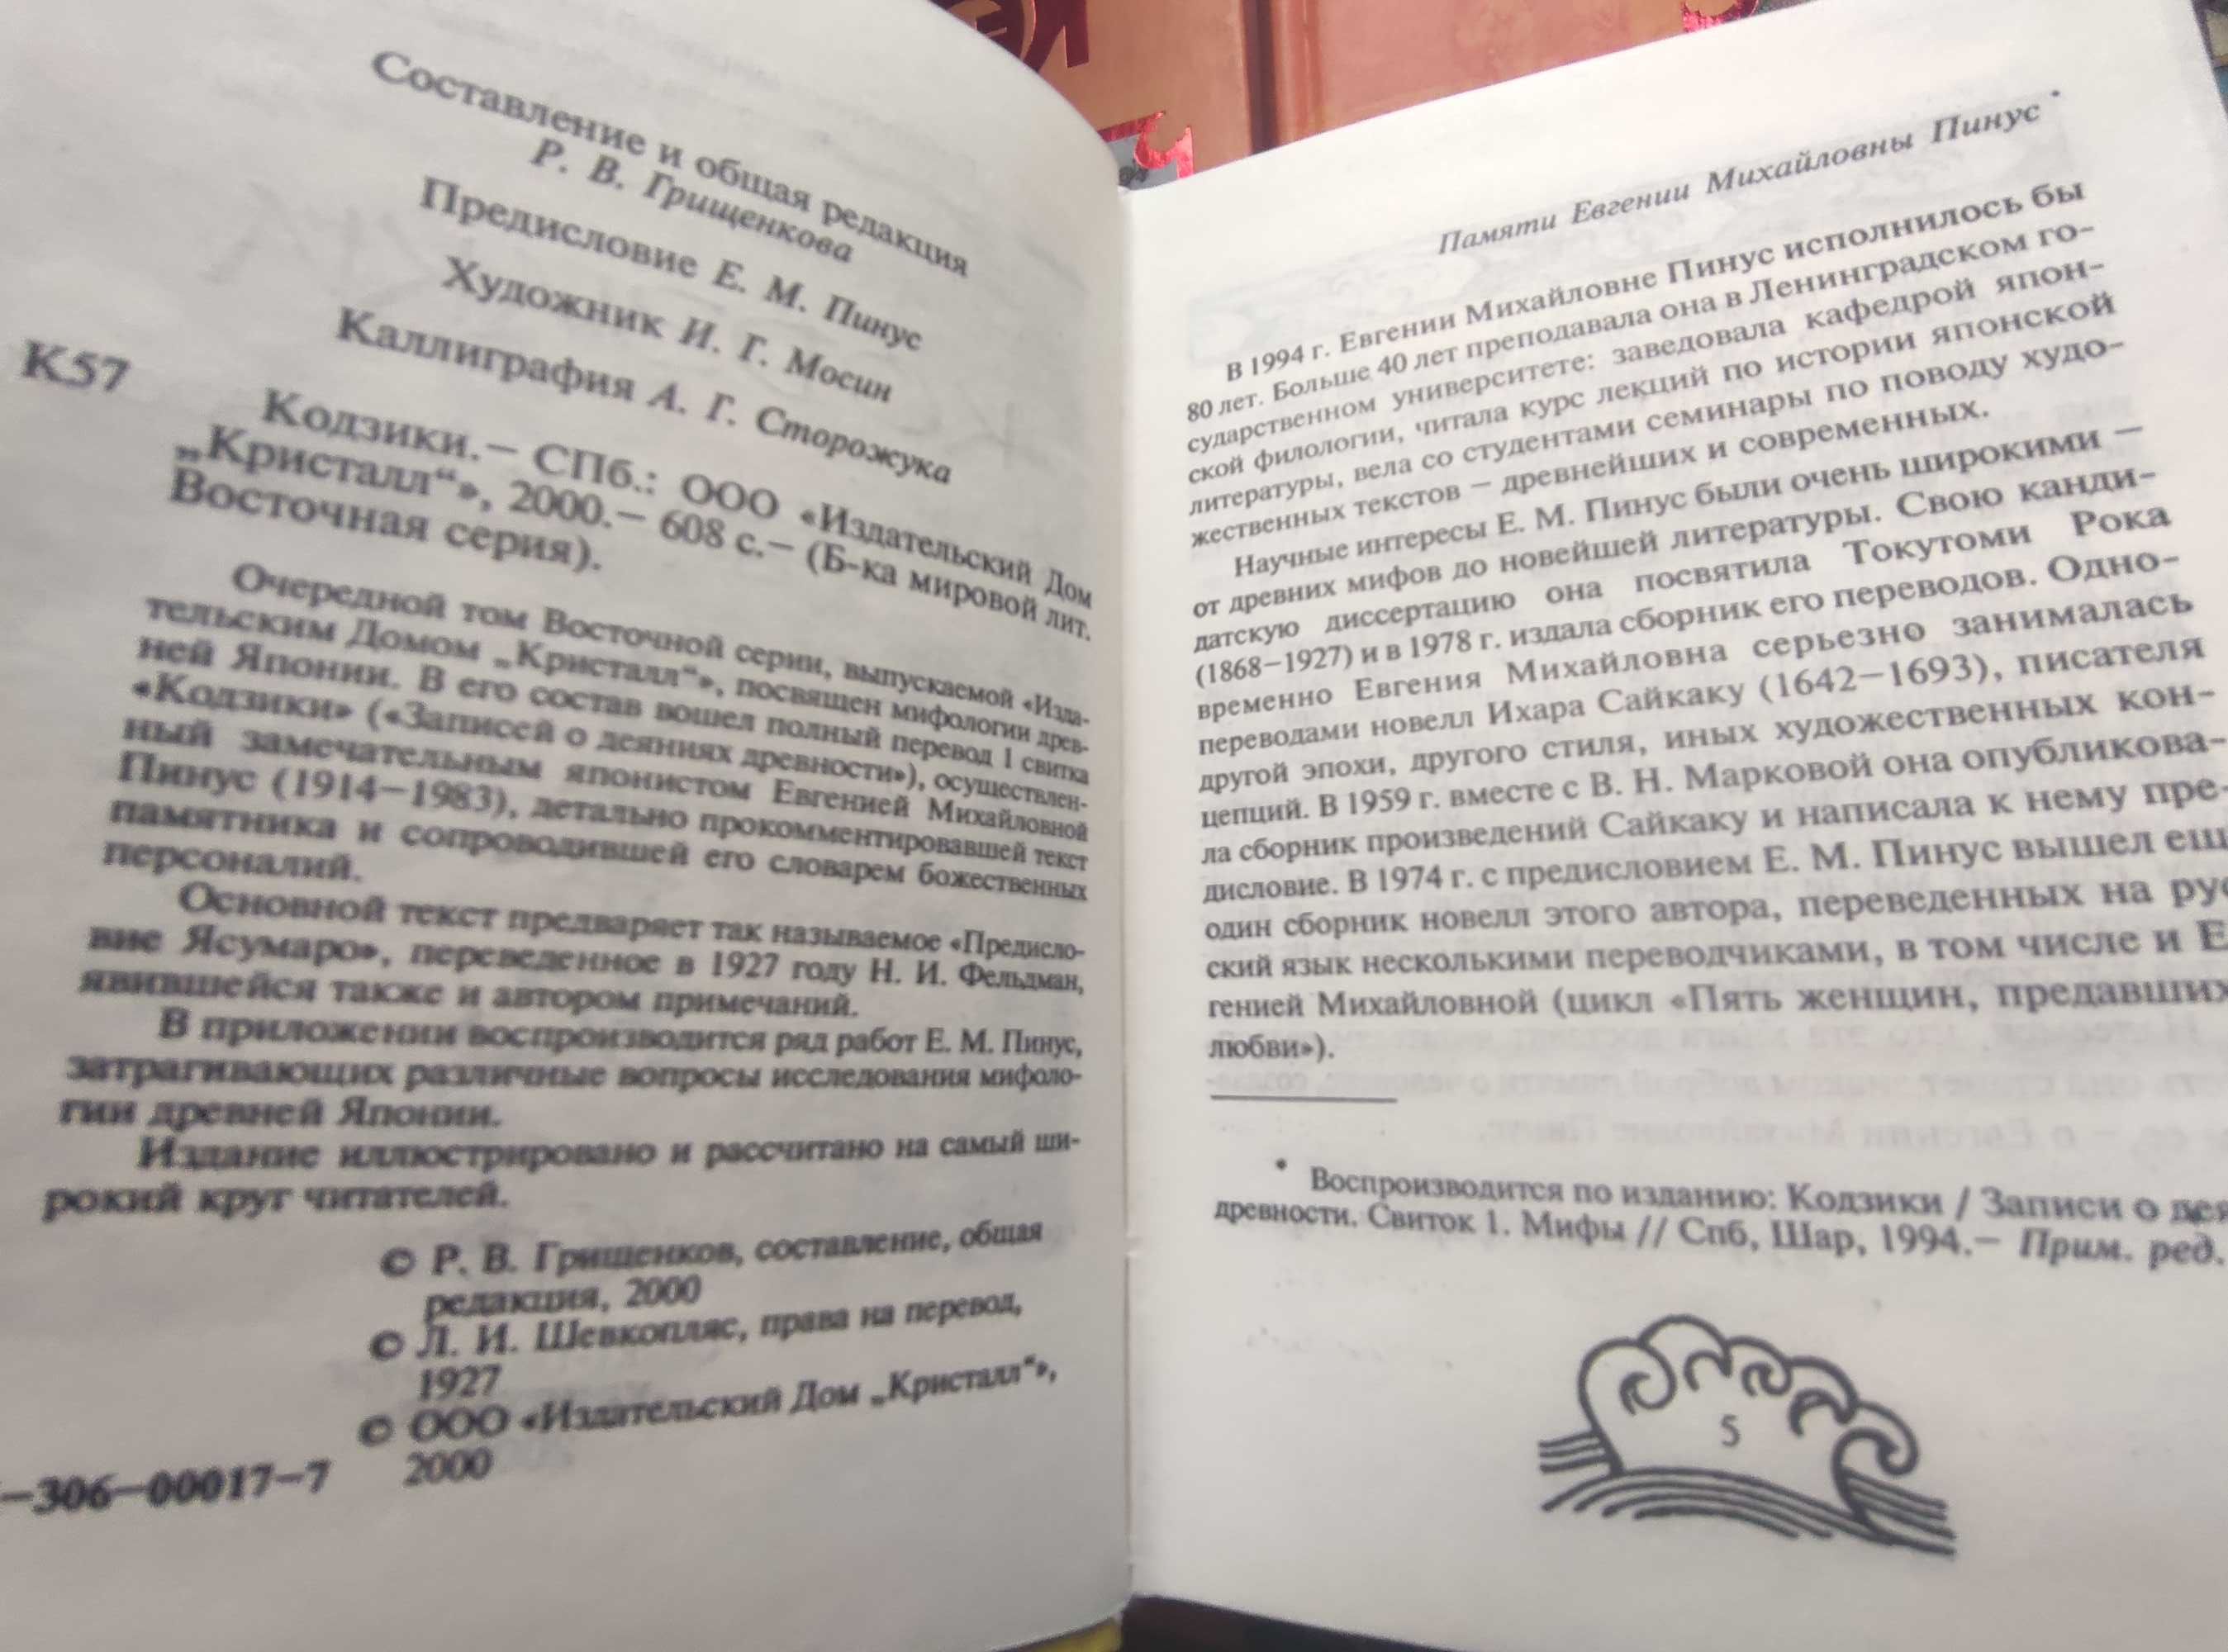 Составление и общая редакция
Р. В. Грищенкова
Предисловие Е. М. Пинус
Художник И. Г. Мосин
Каллиграфия А. Г. Сторожука
К57
Кодзики.— СПб.: ООО «Издательский Дом
„Кристалл“», 2000.— 608 с.— (Б-ка мировой лит.
Восточная серия).
Очередной том Восточной серии, выпускаемой «Изда-
тельским Домом „Кристалл“», посвящен мифологии древ-
ней Японии. В его состав вошел полный перевод 1 свитка
«Кодзики» («Записей о деяниях древности»), осуществлен-
ный замечательным японистом Евгенией Михайловной
Пинус (1914—1983), детально прокомментировавшей текст
памятника и сопроводившей его словарем божественных
персоналий.
Основной текст предваряет так называемое «Предисло-
вие Ясумаро», переведенное в 1927 году Н. И. Фельдман,
явившейся также и автором примечаний.
В приложении воспроизводится ряд работ Е. М. Пинус,
затрагивающих различные вопросы исследования мифоло-
гии древней Японии.
Издание иллюстрировано и рассчитано на самый ши-
рокий круг читателей.
© Р. В. Грищенков, составление, общая
редакция, 2000
© Л. И. Шевкопляс, права на перевод,
1927
© ООО «Издательский Дом „Кристалл“»,
2000
—306—00017—7
Памяти Евгении Михайловны Пинус *
В 1994 г. Евгении Михайловне Пинус исполнилось бы
80 лет. Больше 40 лет преподавала она в Ленинградском го-
сударственном университете: заведовала кафедрой япон-
ской филологии, читала курс лекций по истории японской
литературы, вела со студентами семинары по поводу худо-
жественных текстов — древнейших и современных.
Научные интересы Е. М. Пинус были очень широкими —
от древних мифов до новейшей литературы. Свою канди-
датскую диссертацию она посвятила Токутоми Рока
(1868—1927) и в 1978 г. издала сборник его переводов. Одно-
временно Евгения Михайловна серьезно занималась
переводами новелл Ихара Сайкаку (1642—1693), писателя
другой эпохи, другого стиля, иных художественных кон-
цепций. В 1959 г. вместе с В. Н. Марковой она опубликова-
ла сборник произведений Сайкаку и написала к нему пре-
дисловие. В 1974 г. с предисловием Е. М. Пинус вышел ещ
один сборник новелл этого автора, переведенных на рус
ский язык несколькими переводчиками, в том числе и Е
генией Михайловной (цикл «Пять женщин, предавших
любви»).
* Воспроизводится по изданию: Кодзики / Записи о дея
древности. Свиток 1. Мифы // Спб, Шар, 1994.— Прим. ред.
5